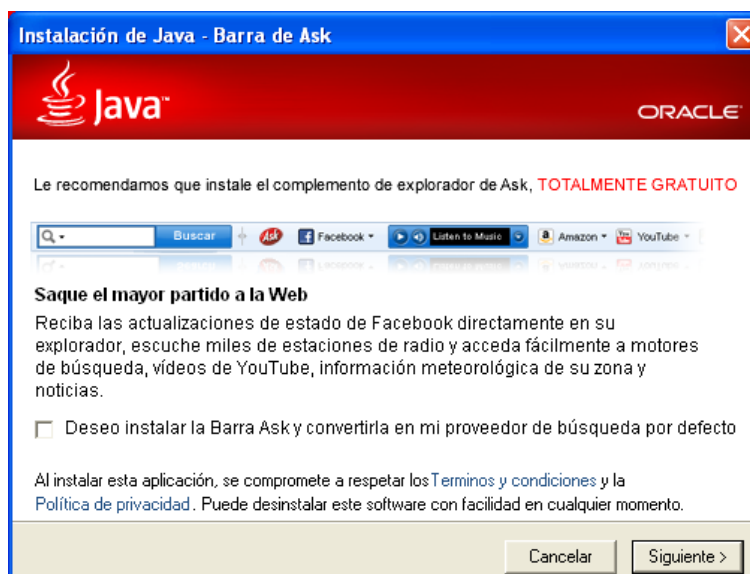 Instalación de Java - Barra de Ask
Java™
ORACLE
Le recomendamos que instale el complemento de explorador de Ask, TOTALMENTE GRATUITO
Buscar Ask Facebook Listen to Music Amazon YouTube
Saque el mayor partido a la Web
Reciba las actualizaciones de estado de Facebook directamente en su
explorador, escuche miles de estaciones de radio y acceda fácilmente a motores
de búsqueda, vídeos de YouTube, información meteorológica de su zona y
noticias.
Deseo instalar la Barra Ask y convertirla en mi proveedor de búsqueda por defecto
Al instalar esta aplicación, se compromete a respetar los Terminos y condiciones y la
Política de privacidad. Puede desinstalar este software con facilidad en cualquier momento.
Cancelar
Siguiente >